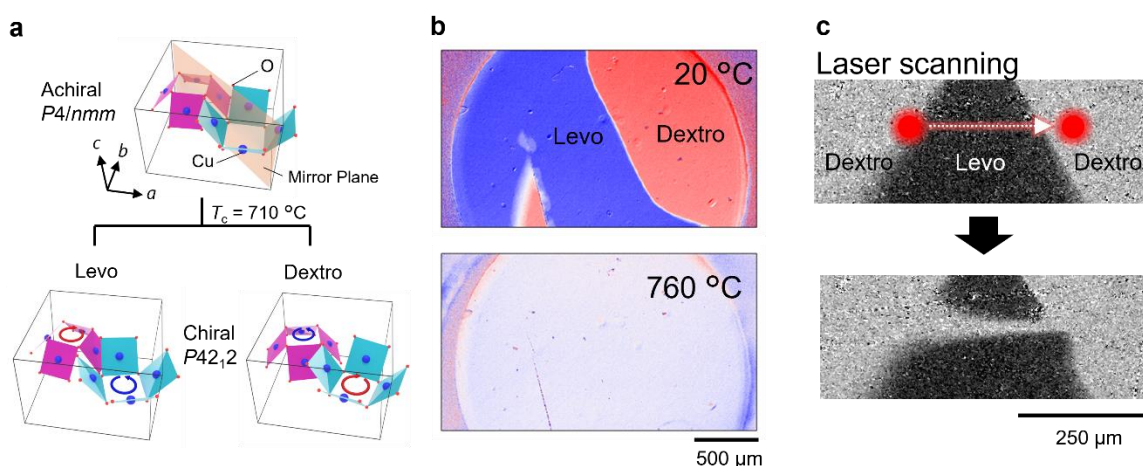 a
Achiral
P4/nmm
O
Cu
Mirror Plane
c
b
a
Tc = 710 °C
Levo
Dextro
Chiral
P42₁2
b
20 °C
Levo
Dextro
760 °C
500 μm
c
Laser scanning
Dextro
Levo
Dextro
250 μm